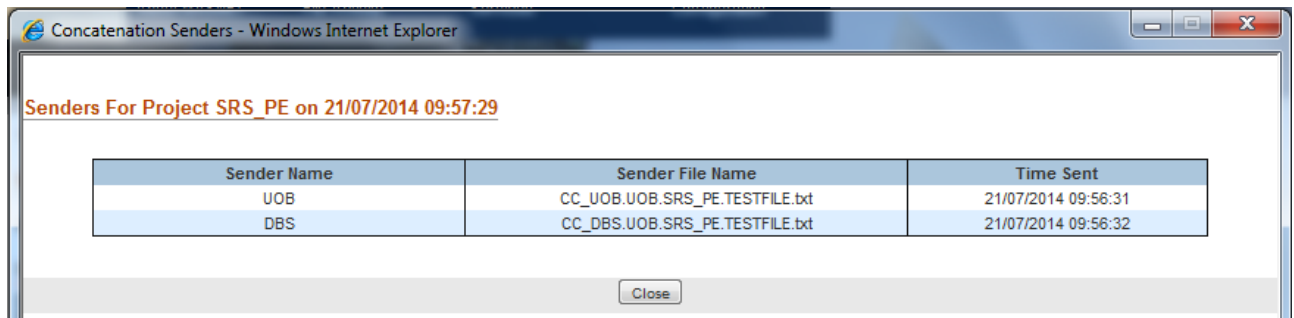 Concatenation Senders - Windows Internet Explorer
Senders For Project SRS_PE on 21/07/2014 09:57:29
Sender Name Sender File Name Time Sent
UOB CC_UOB.UOB.SRS_PE.TESTFILE.txt 21/07/2014 09:56:31
DBS CC_DBS.UOB.SRS_PE.TESTFILE.txt 21/07/2014 09:56:32
Close